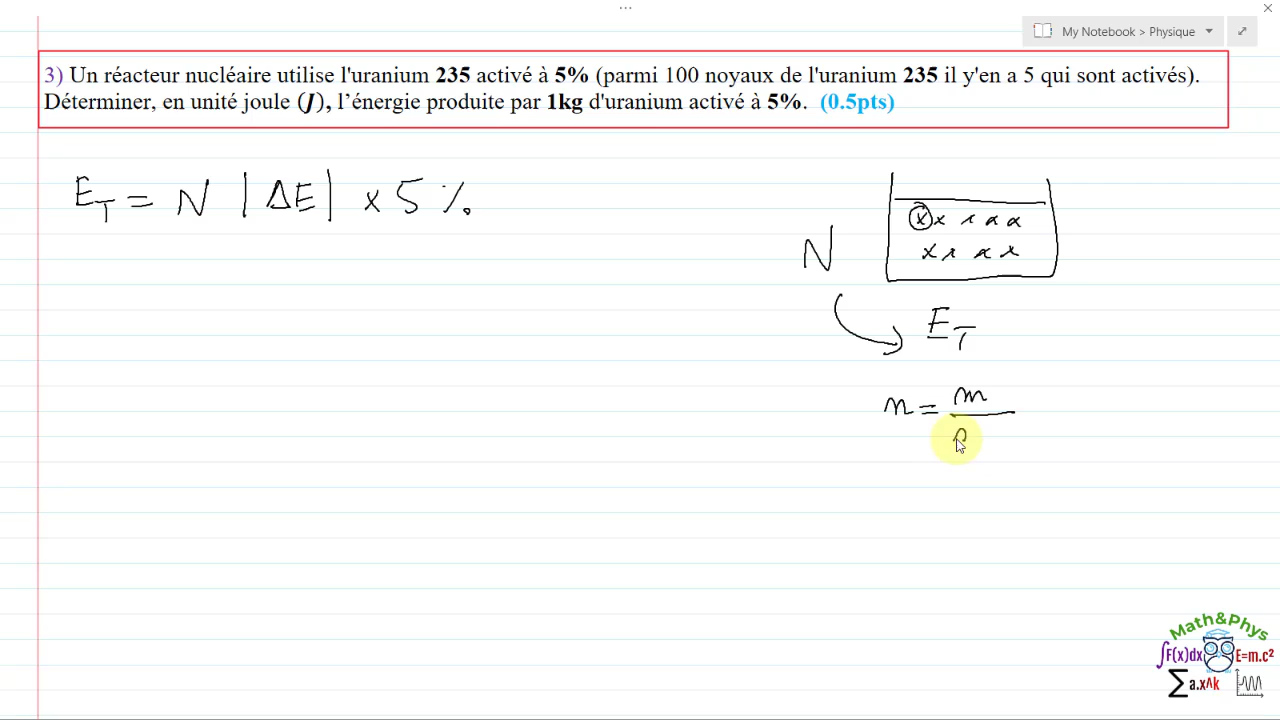 My Notebook > Physique
3) Un réacteur nucléaire utilise l'uranium 235 activé à 5% (parmi 100 noyaux de l'uranium 235 il y'en a 5 qui sont activés).
Déterminer, en unité joule (J), l’énergie produite par 1kg d'uranium activé à 5%. (0.5pts)
E_T = N |ΔE| x 5 %
x x x x x
N
x x x x
E_T
n = m
Math&Phys
∫F(x)dx E=m.c²
∑ a.x^k